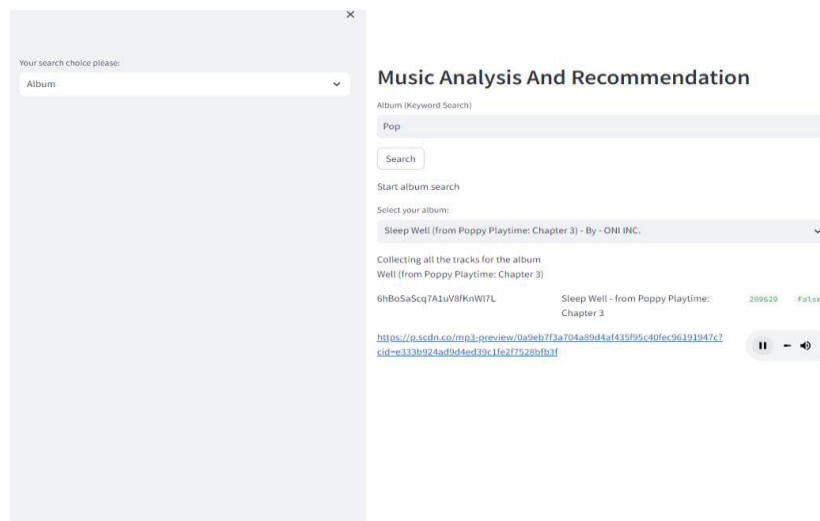 Your search choice please:
Album
Music Analysis And Recommendation
Album (Keyword Search)
Pop
Search
Start album search
Select your album:
Sleep Well (from Poppy Playtime: Chapter 3) - By - ONI INC.
Collecting all the tracks for the album
Well (from Poppy Playtime: Chapter 3)
6hBoSaScq7A1uV8fKnWl7L
Sleep Well - from Poppy Playtime:
Chapter 3
209620
False
https://p.scdn.co/mp3-preview/0a9eb7f3a704a89d4af435f95c40fec96191947c?
cid=e333b924ad9d4ed39c1fe2f7528bfb3f